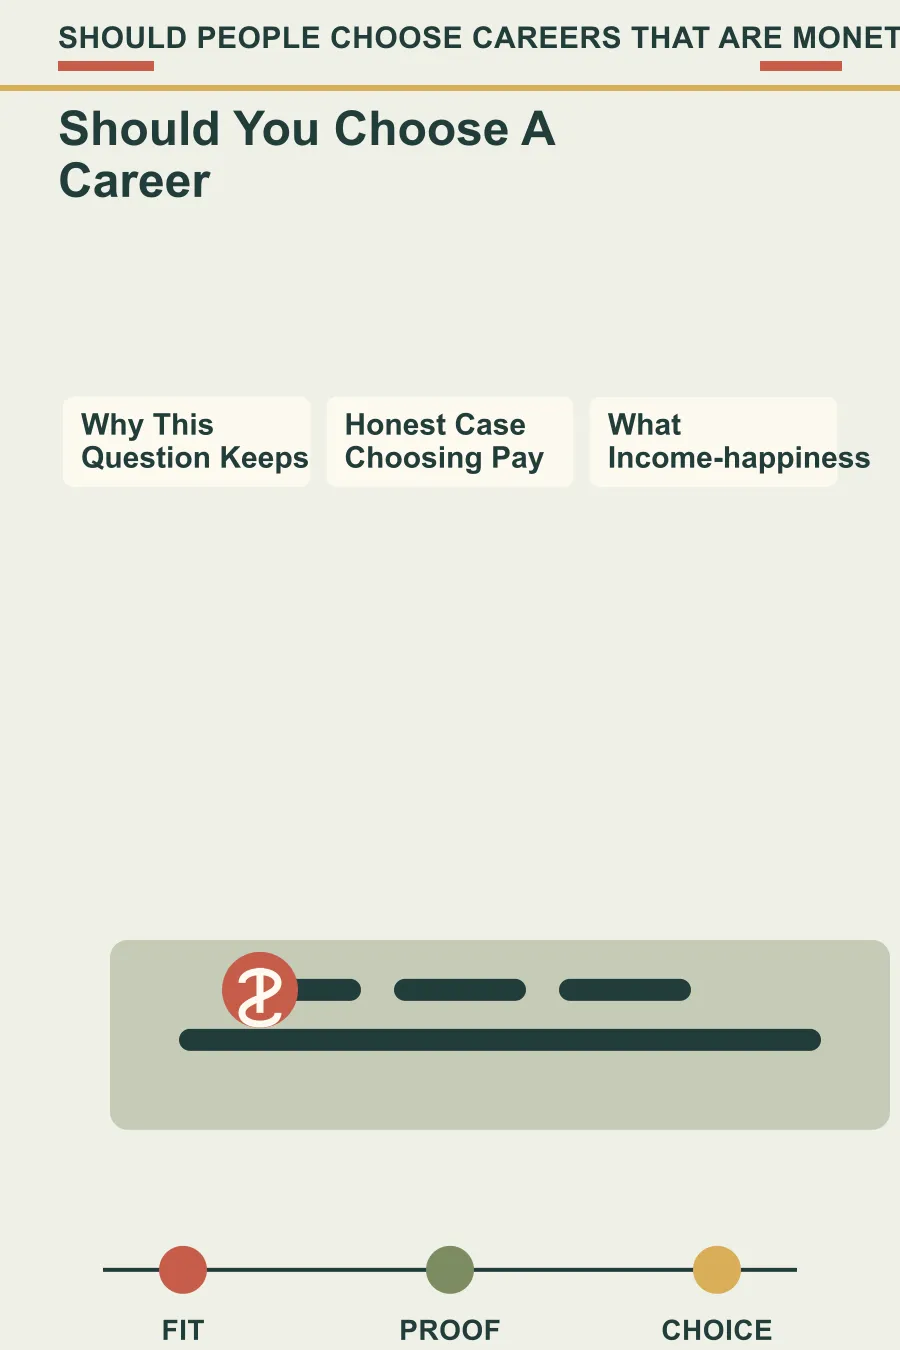 SHOULD PEOPLE CHOOSE CAREERS THAT ARE MONET
Should You Choose A
Career
Why This
Question Keeps
Honest Case
Choosing Pay
What
Income-happiness
FIT
PROOF
CHOICE